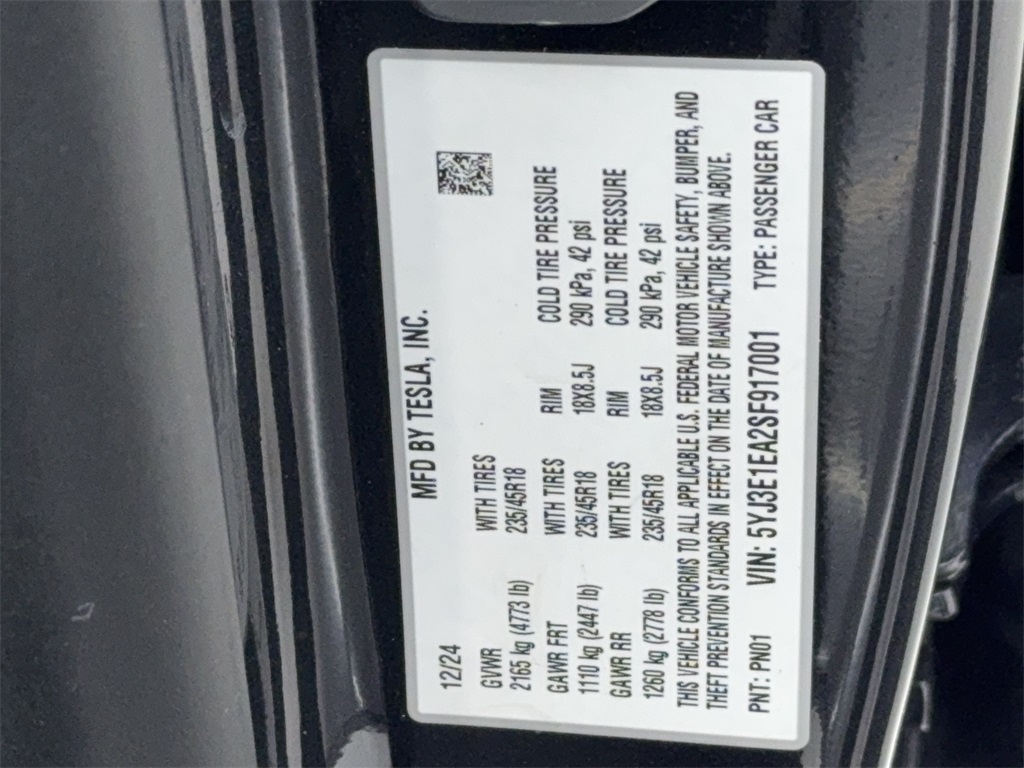 MFD BY TESLA, INC.
12/24
GVWR WITH TIRES
2165 kg (4773 lb) 235/45R18
GAWR FRT WITH TIRES RIM COLD TIRE PRESSURE
1110 kg (2447 lb) 235/45R18 18X8.5J 290 kPa, 42 psi
GAWR RR WITH TIRES RIM COLD TIRE PRESSURE
1260 kg (2778 lb) 235/45R18 18X8.5J 290 kPa, 42 psi
THIS VEHICLE CONFORMS TO ALL APPLICABLE U.S. FEDERAL MOTOR VEHICLE SAFETY, BUMPER, AND
THEFT PREVENTION STANDARDS IN EFFECT ON THE DATE OF MANUFACTURE SHOWN ABOVE.
PNT: PN01 VIN: 5YJ3E1EA2SF917001 TYPE: PASSENGER CAR